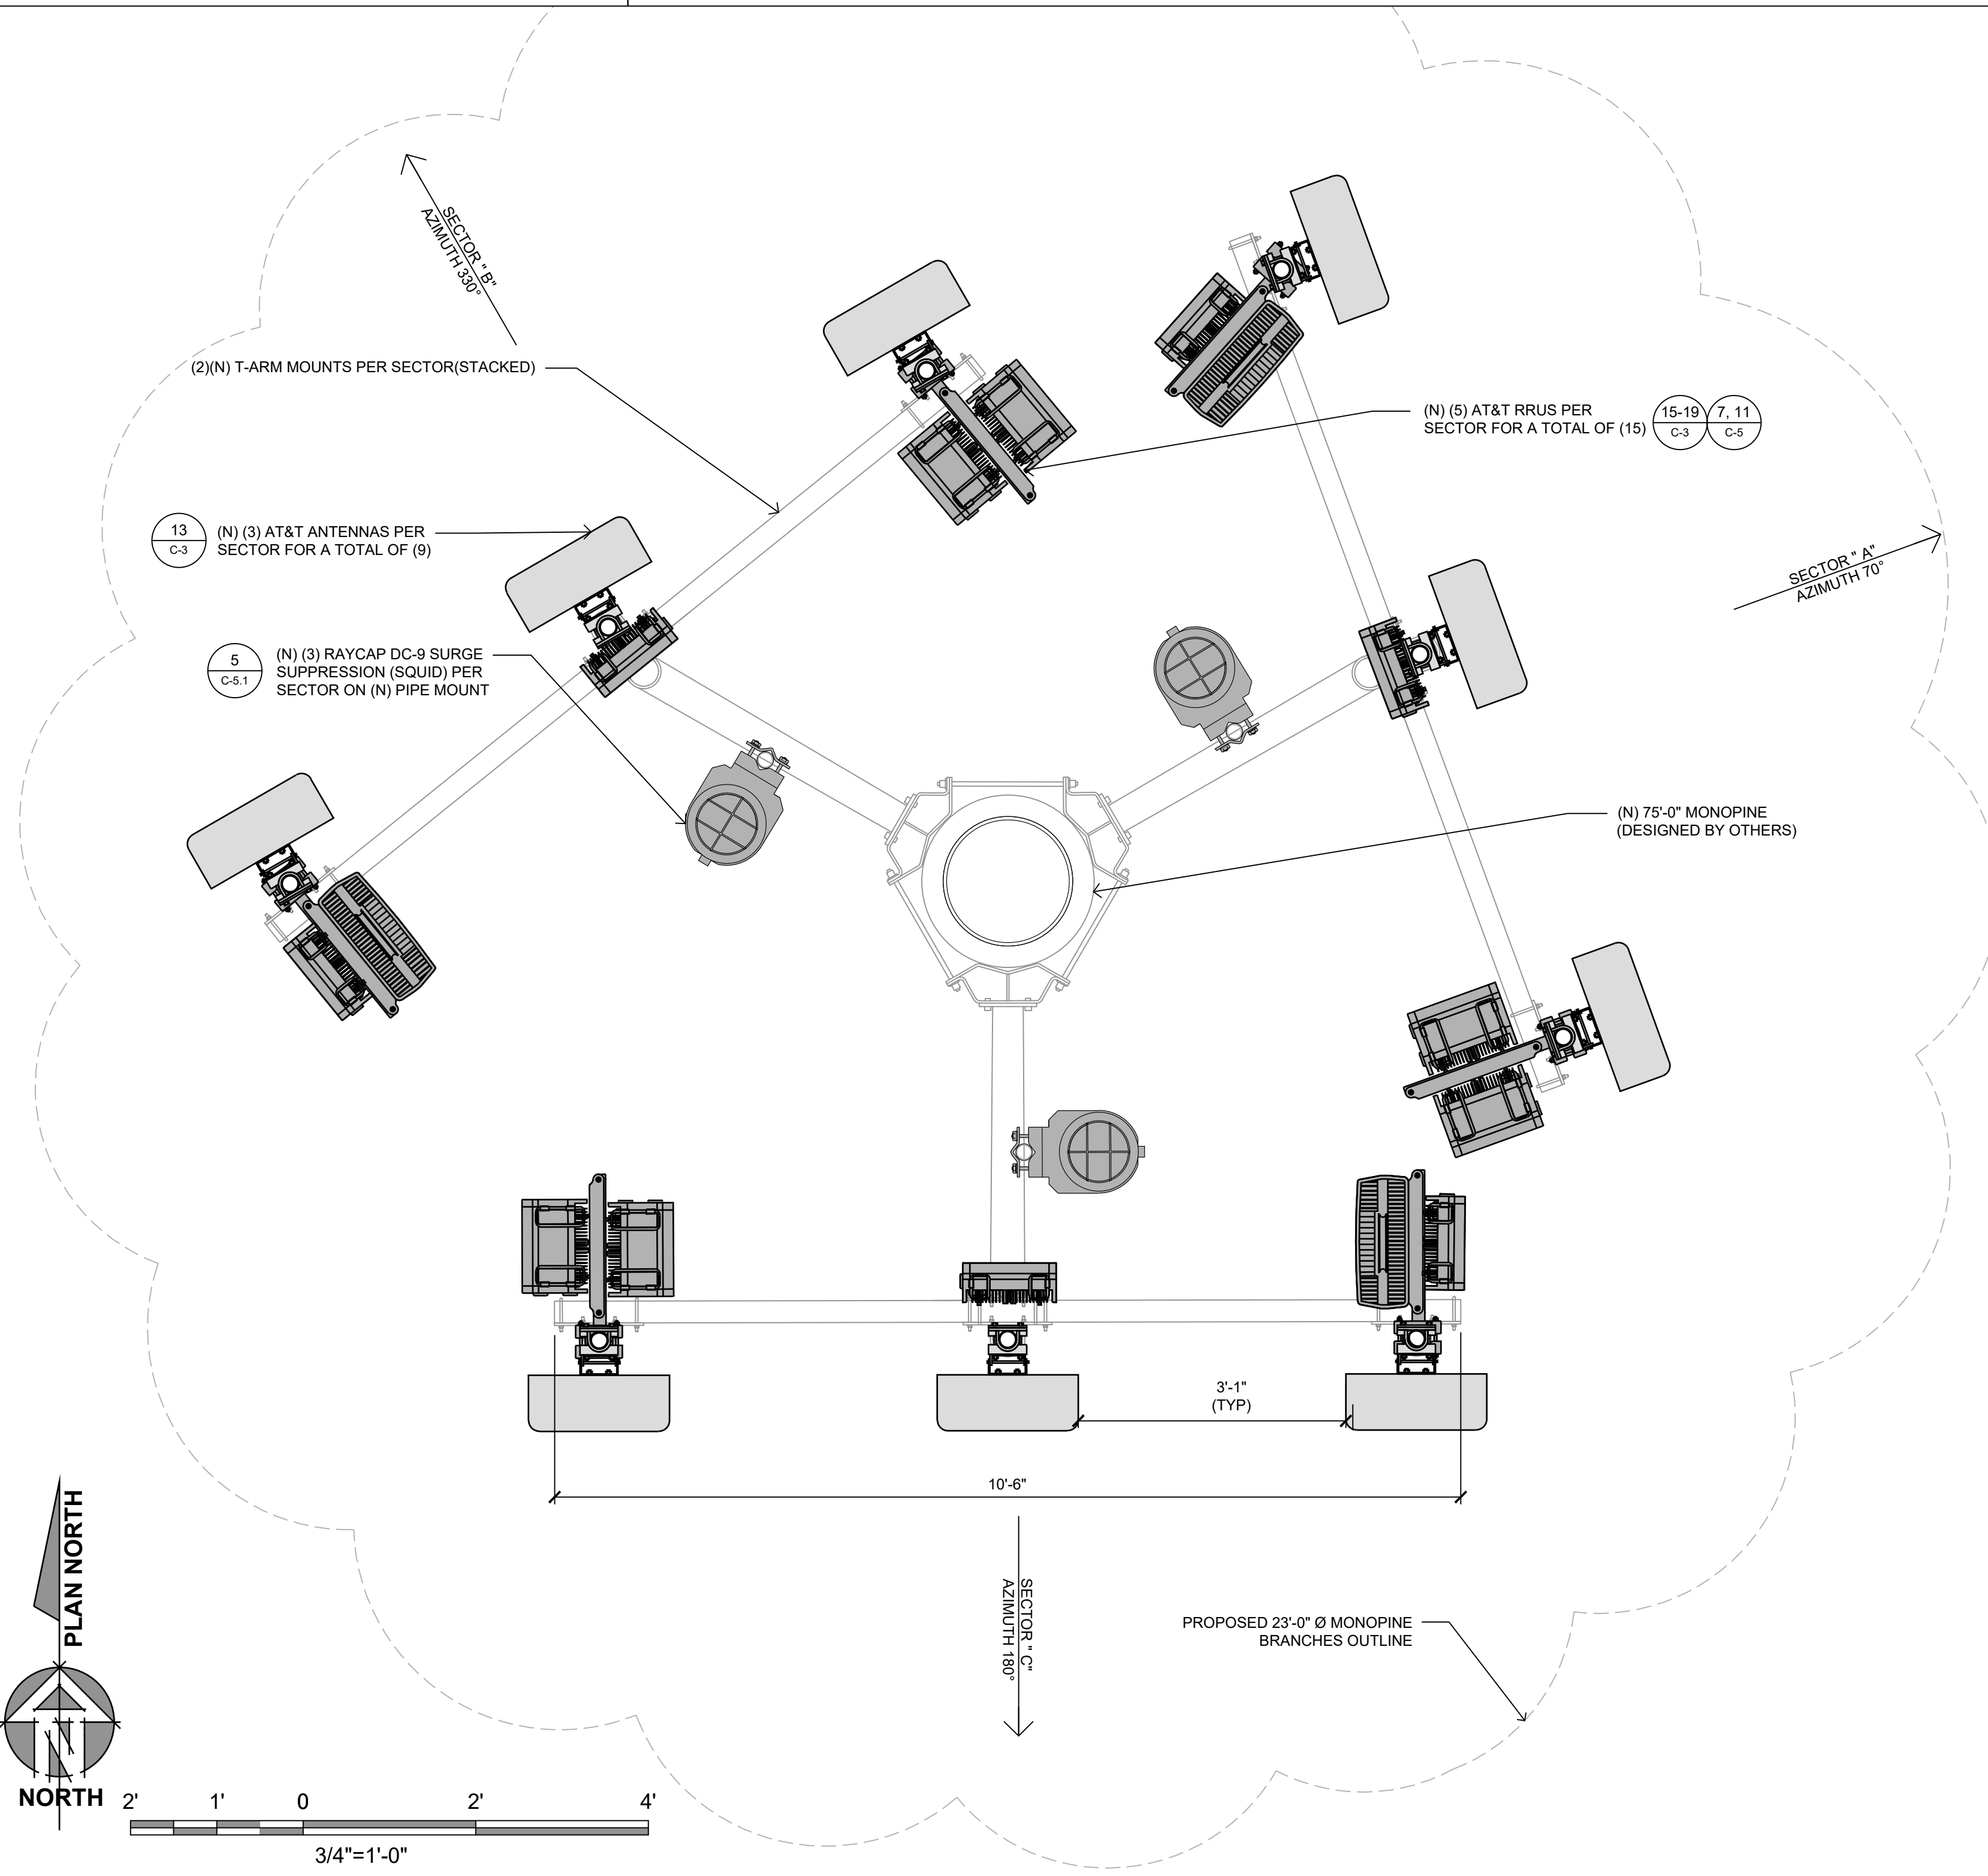 SECTOR " B"
AZIMUTH 330°
(2)(N) T-ARM MOUNTS PER SECTOR(STACKED)
(N) (5) AT&T RRUS PER
SECTOR FOR A TOTAL OF (15)
15-19
C-3
7, 11
C-5
13
C-3
(N) (3) AT&T ANTENNAS PER
SECTOR FOR A TOTAL OF (9)
SECTOR " A"
AZIMUTH 70°
5
C-5.1
(N) (3) RAYCAP DC-9 SURGE
SUPPRESSION (SQUID) PER
SECTOR ON (N) PIPE MOUNT
(N) 75'-0" MONOPINE
(DESIGNED BY OTHERS)
3'-1"
(TYP)
10'-6"
SECTOR " C"
AZIMUTH 180°
PROPOSED 23'-0" Ø MONOPINE
BRANCHES OUTLINE
PLAN NORTH
N
NORTH
2' 1' 0 2' 4'
3/4"=1'-0"